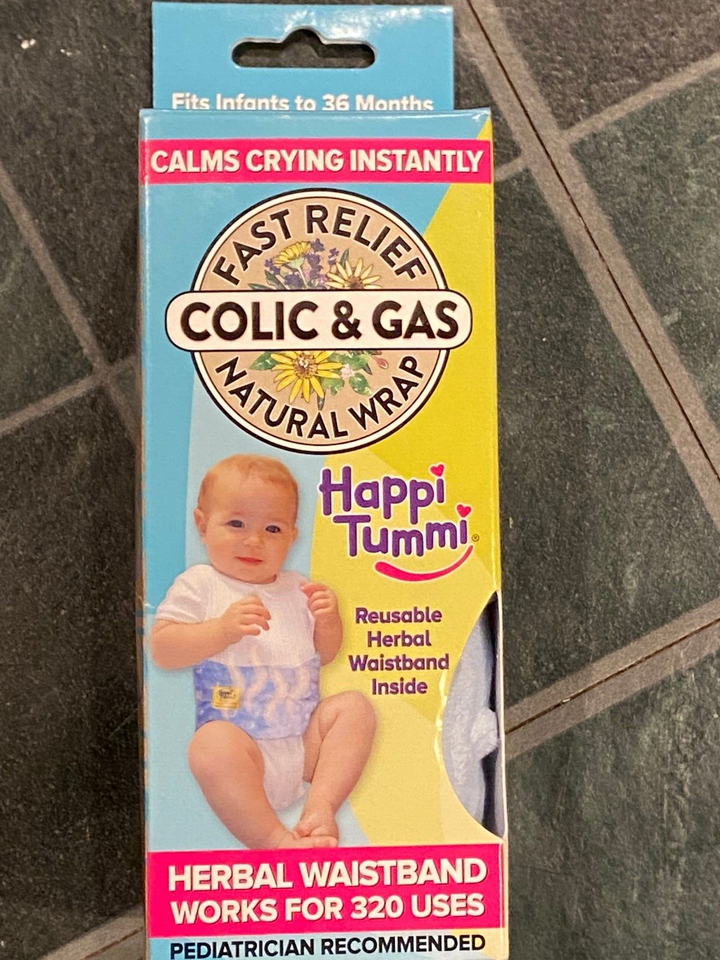 Fits Infants to 36 Months
CALMS CRYING INSTANTLY
FAST RELIEF
COLIC & GAS
NATURAL WRAP
Happi
Tummi®
Reusable
Herbal
Waistband
Inside
HERBAL WAISTBAND
WORKS FOR 320 USES
PEDIATRICIAN RECOMMENDED